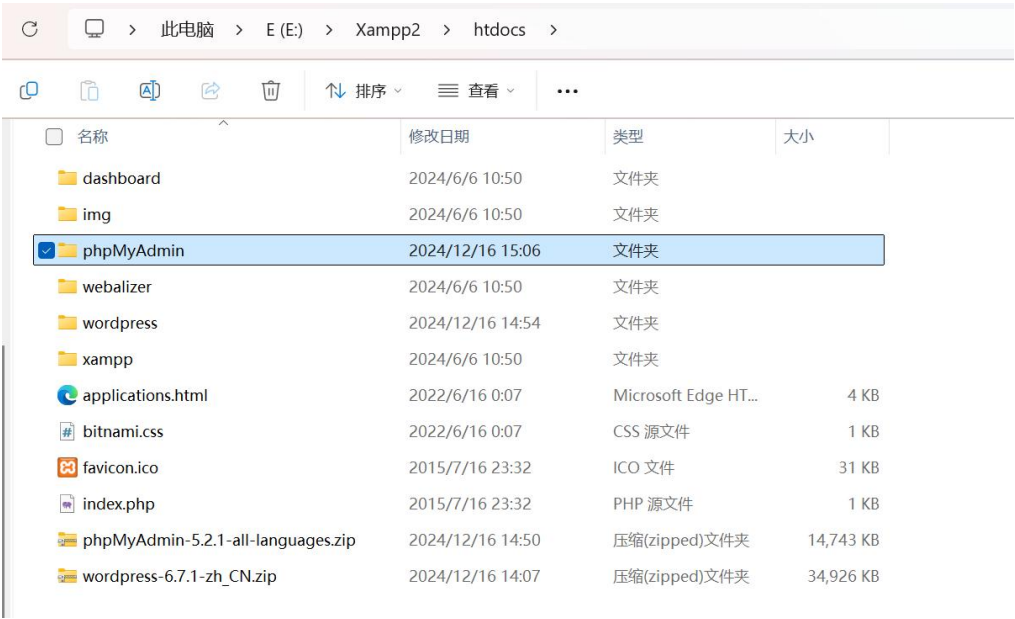 此电脑 > E (E:) > Xampp2 > htdocs >
排序 查看 ...
名称 修改日期 类型 大小
dashboard 2024/6/6 10:50 文件夹
img 2024/6/6 10:50 文件夹
phpMyAdmin 2024/12/16 15:06 文件夹
webalizer 2024/6/6 10:50 文件夹
wordpress 2024/12/16 14:54 文件夹
xampp 2024/6/6 10:50 文件夹
applications.html 2022/6/16 0:07 Microsoft Edge HT... 4 KB
bitnami.css 2022/6/16 0:07 CSS 源文件 1 KB
favicon.ico 2015/7/16 23:32 ICO 文件 31 KB
index.php 2015/7/16 23:32 PHP 源文件 1 KB
phpMyAdmin-5.2.1-all-languages.zip 2024/12/16 14:50 压缩(zipped)文件夹 14,743 KB
wordpress-6.7.1-zh_CN.zip 2024/12/16 14:07 压缩(zipped)文件夹 34,926 KB